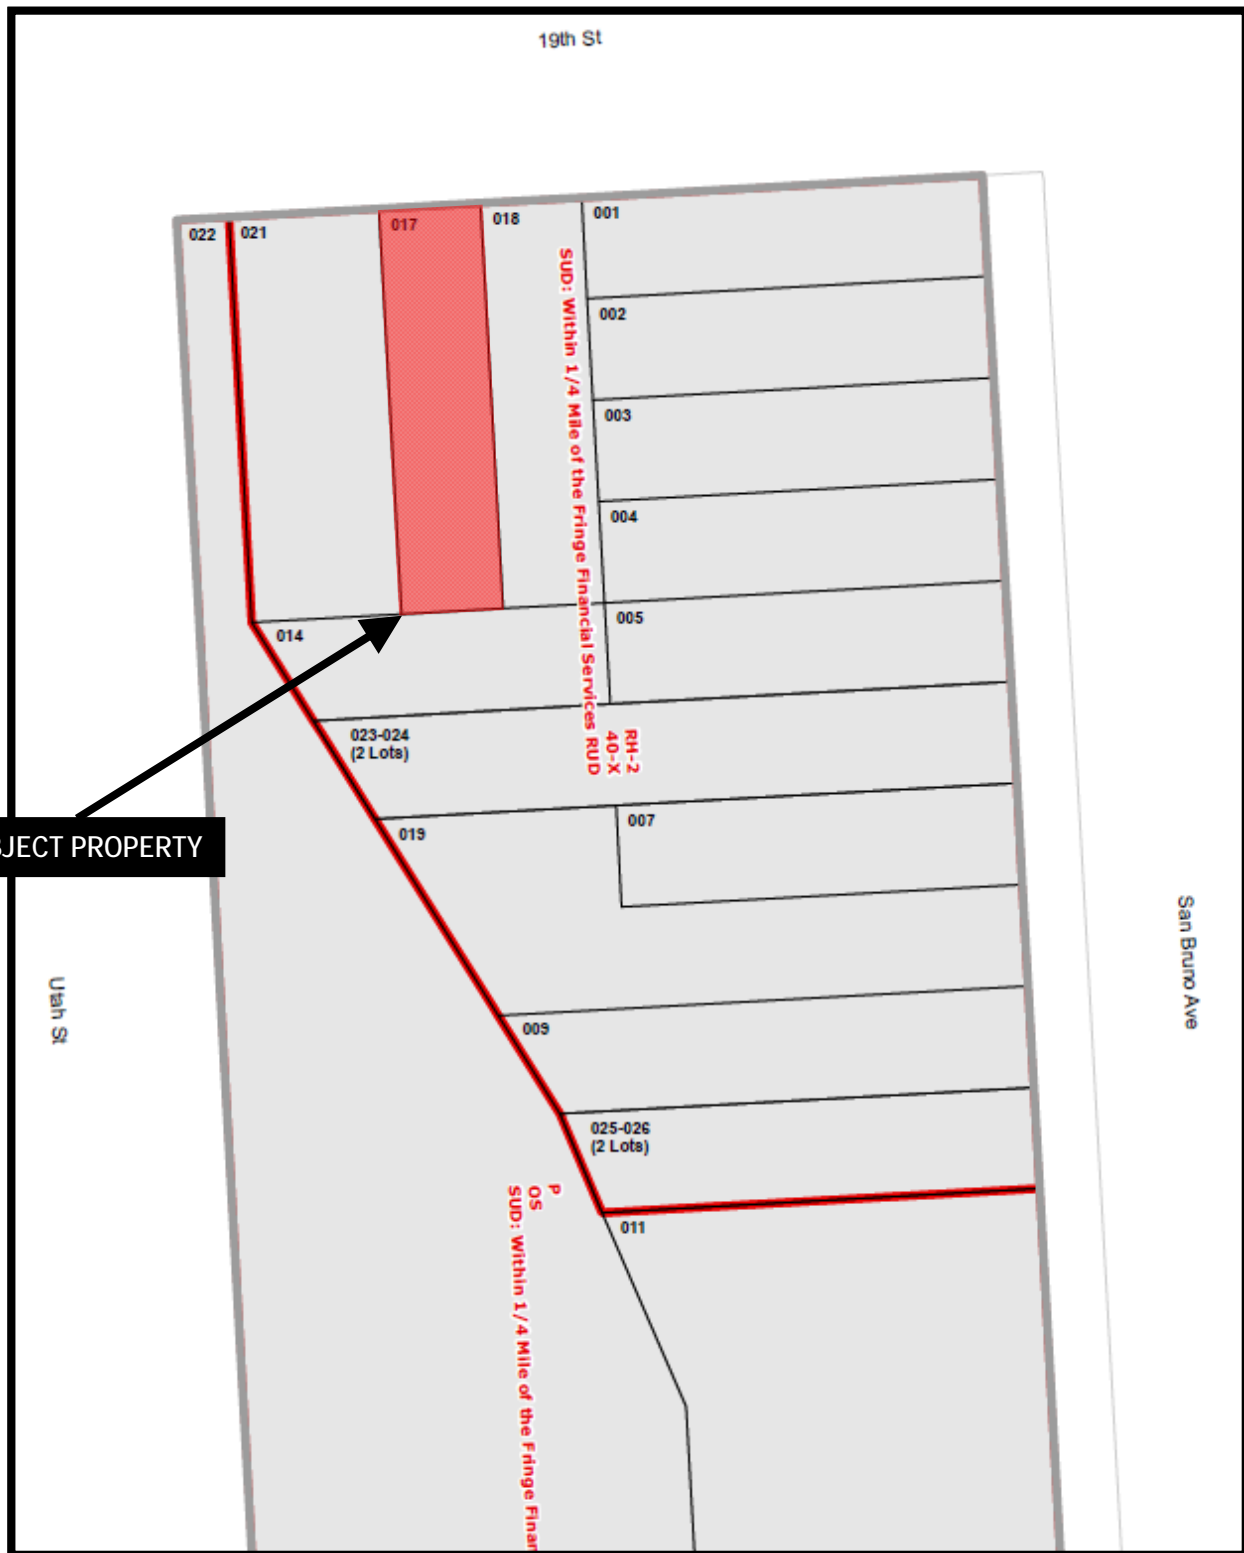 19th St
022
021
017
018
001
002
003
004
005
014
SUD: Within 1/4 Mile of the Fringe Financial Services RUD
40-X
RH-2
023-024
(2 Lots)
019
007
BJECT PROPERTY
San Bruno Ave
Utah St
009
025-026
(2 Lots)
011
P
OS
SUD: Within 1/4 Mile of the Fringe Finan